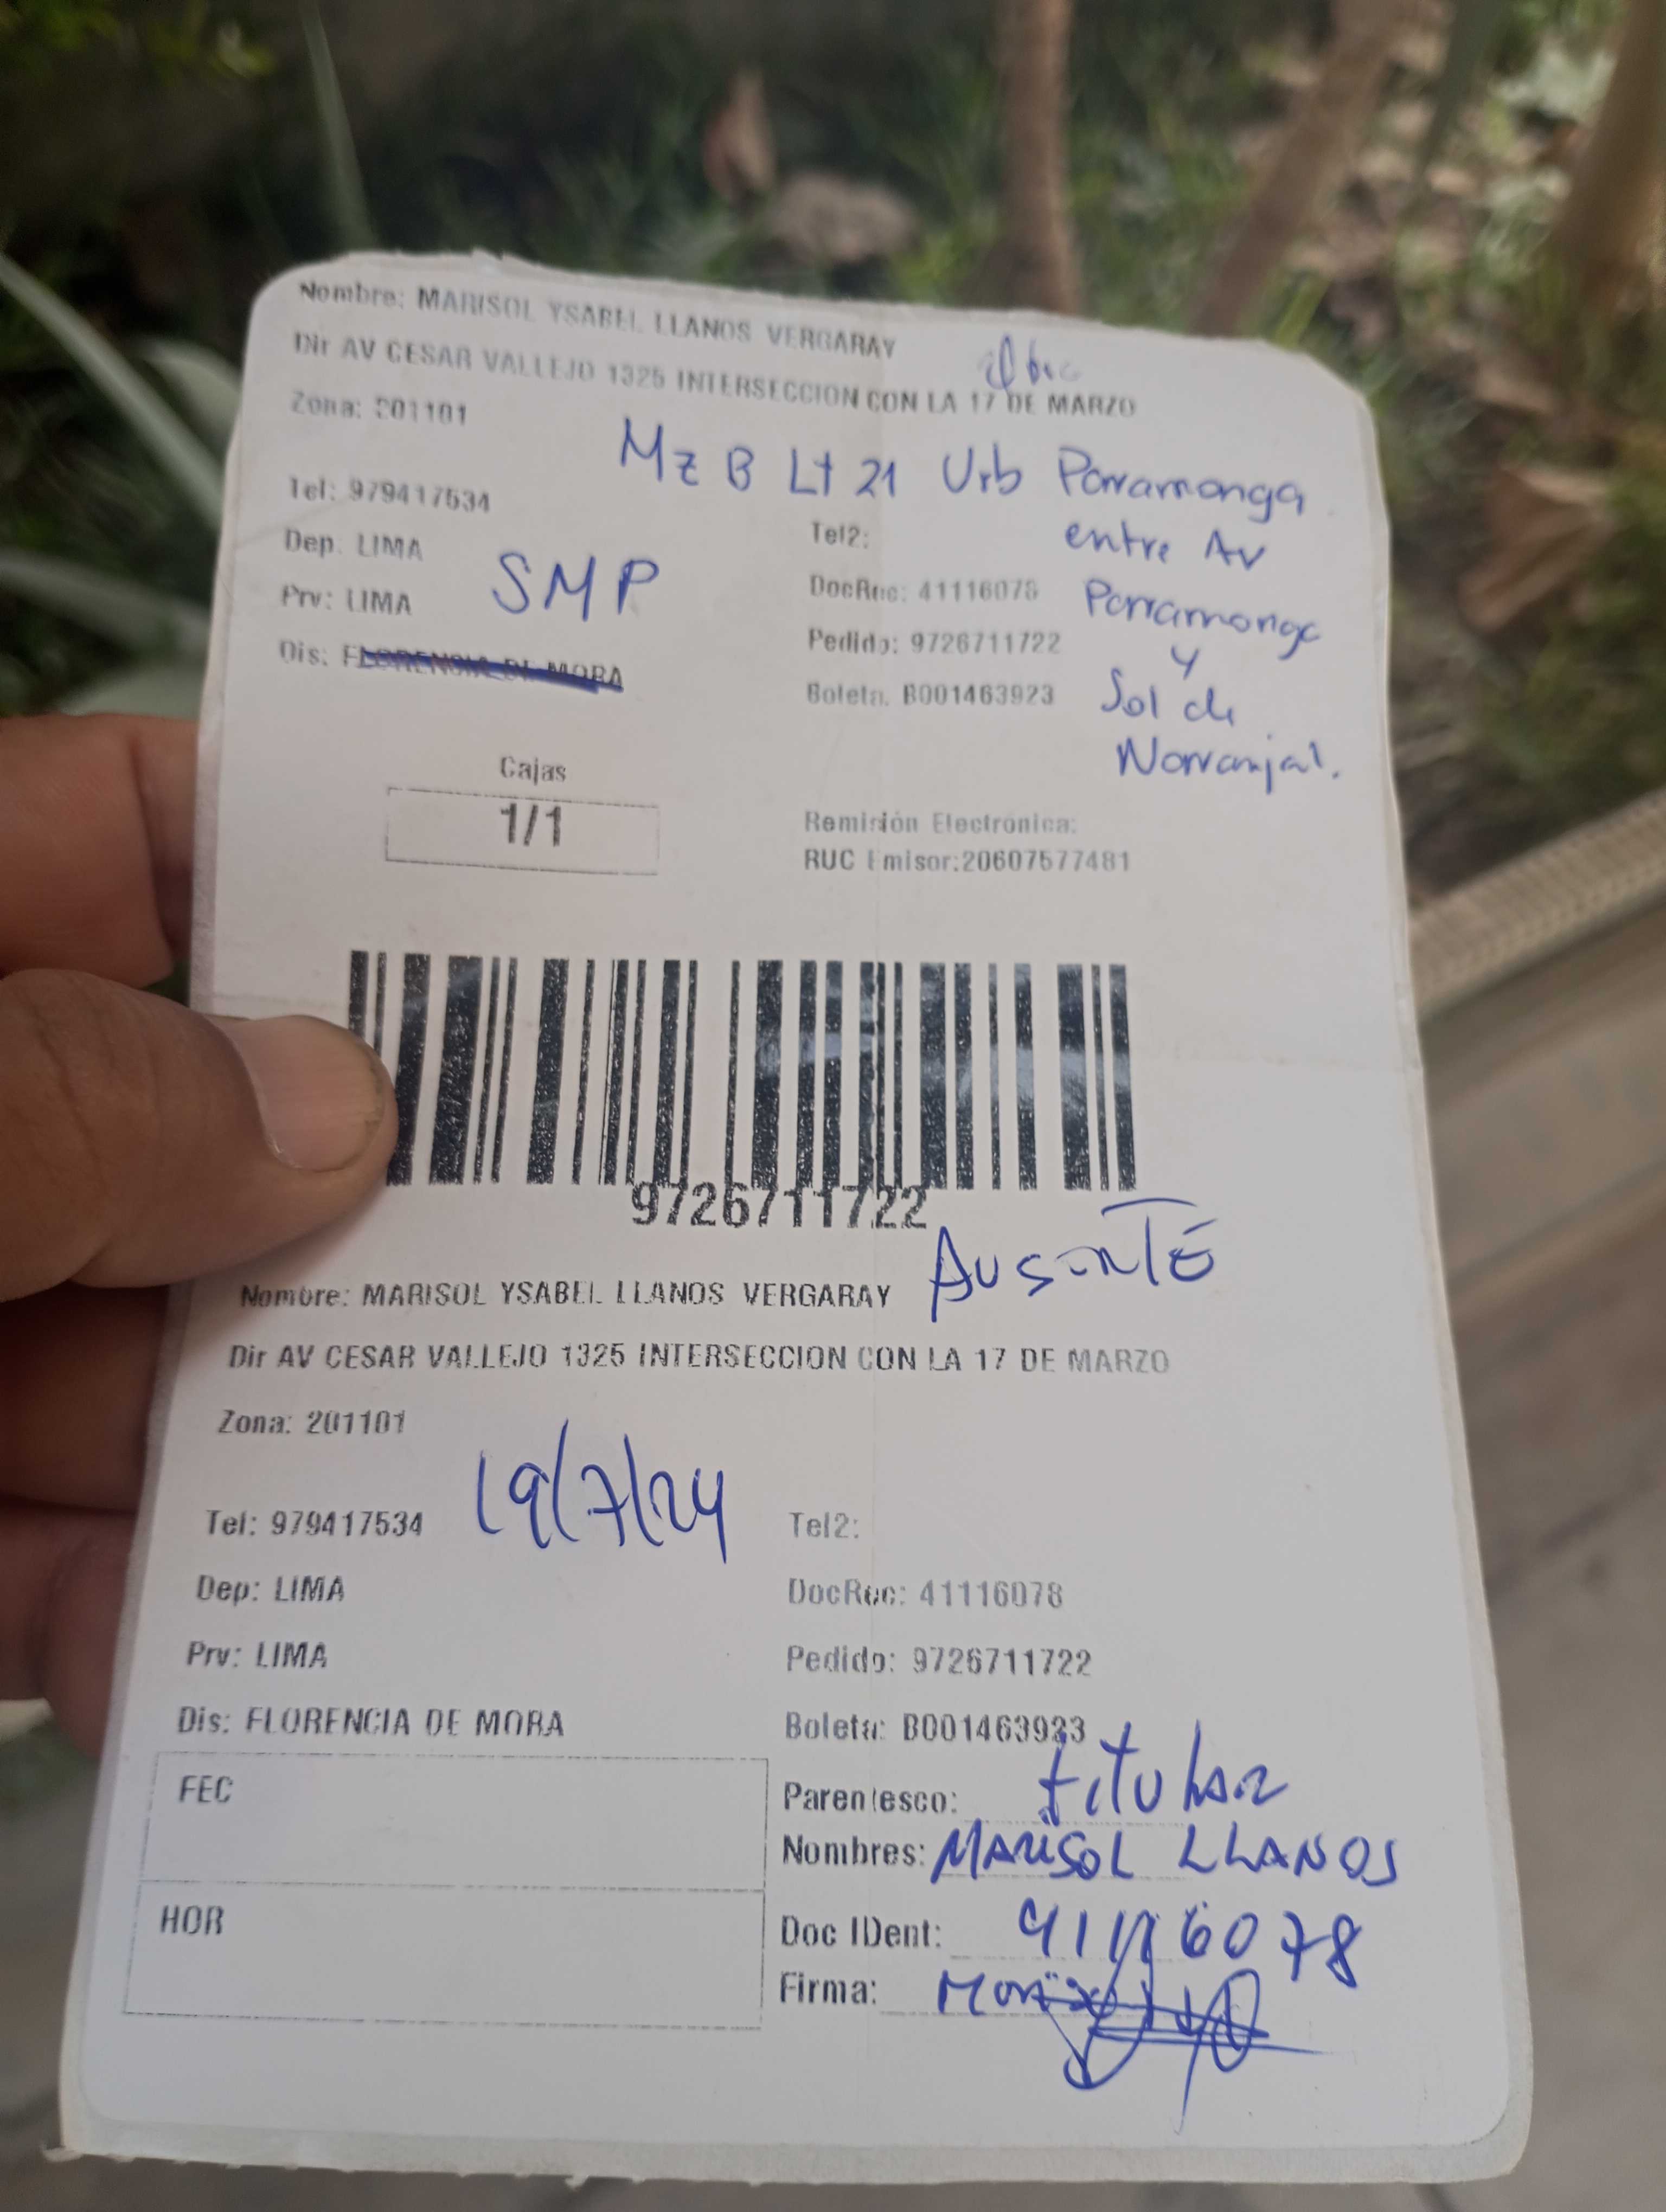 Nombre: MARISOL YSABEL LLANOS VERGARAY
Dir AV CESAR VALLEJO 1325 INTERSECCION CON LA 17 DE MARZO
Zona: 201101
Mz B Lt 21 Urb Parramonga
entre Av
Parramonga
y
Sol de
Narranjal.
Tel: 979417534
Tel2:
Dep. LIMA
SMP
DocRec: 41116078
Prv: LIMA
Pedido: 9726711722
Dis: FLORENCIA DE MORA
Boleta. B001463923
Cajas
1/1
Remisión Electrónica:
RUC Emisor:20607577481
9726711722
AUSENTE
Nombre: MARISOL YSABEL LLANOS VERGARAY
Dir AV CESAR VALLEJO 1325 INTERSECCION CON LA 17 DE MARZO
Zona: 201101
19/7/24
Tel: 979417534
Tel2:
Dep: LIMA
DocRec: 41116078
Prv: LIMA
Pedido: 9726711722
Dis: FLORENCIA DE MORA
Boleta: B001463923
FEC
Parentesco: titular
Nombres: MARISOL LLANOS
HOR
Doc IDent: 41116078
Firma: